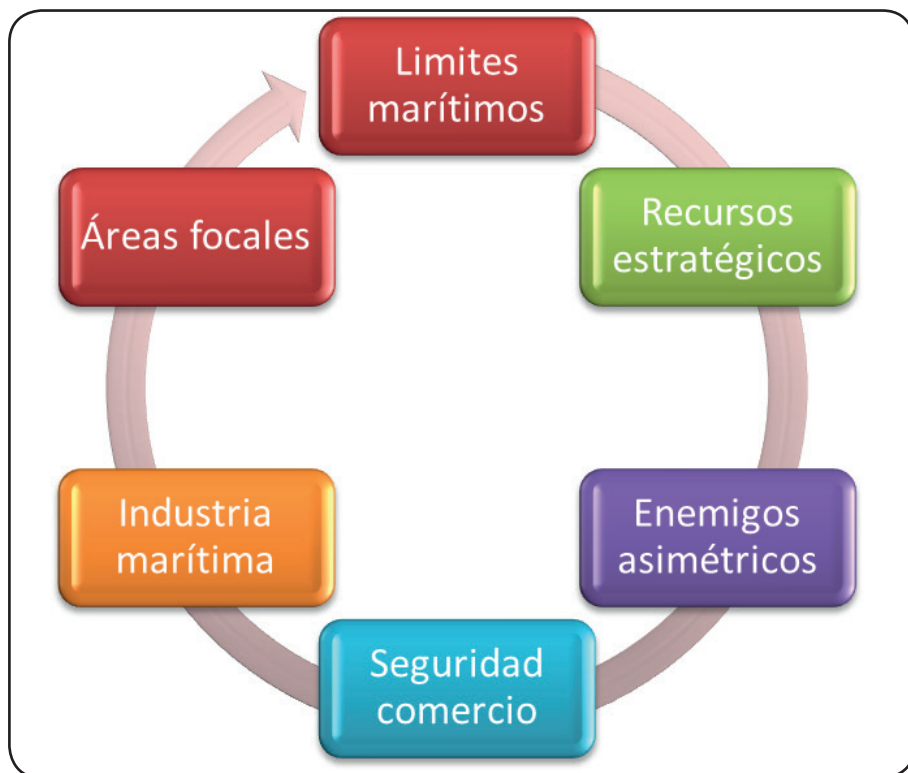 Limites
marítimos
Recursos
estratégicos
Enemigos
asimétricos
Seguridad
comercio
Industria
marítima
Áreas focales